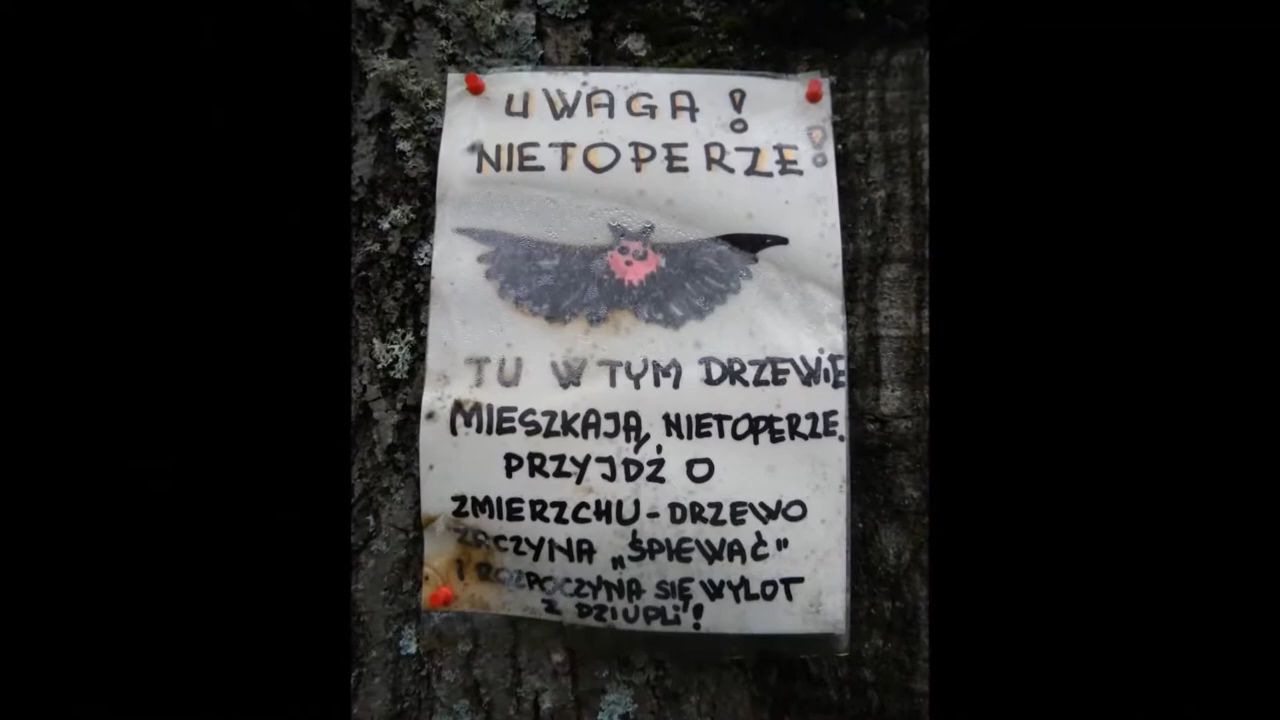 UWAGA!
NIETOPERZE!
TU W TYM DRZEWiE
MIESZKAJĄ NIETOPERZE.
PRZYJDŹ O
ZMIERZCHU-DRZEWO
ZACZYNA „ŚPIEWAĆ"
I ROZPOCZYNA SIĘ WYLOT
Z DZIUPLi!